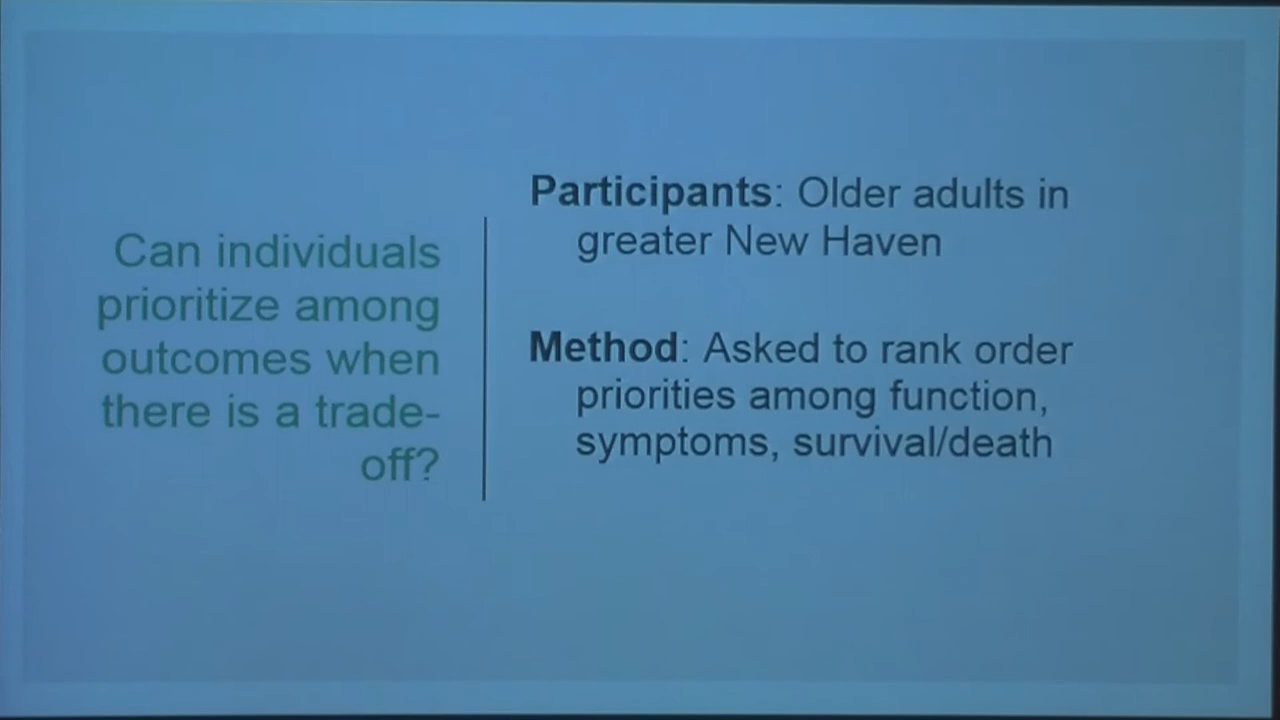 Can individuals
prioritize among
outcomes when
there is a trade-
off?
Participants: Older adults in
greater New Haven
Method: Asked to rank order
priorities among function,
symptoms, survival/death